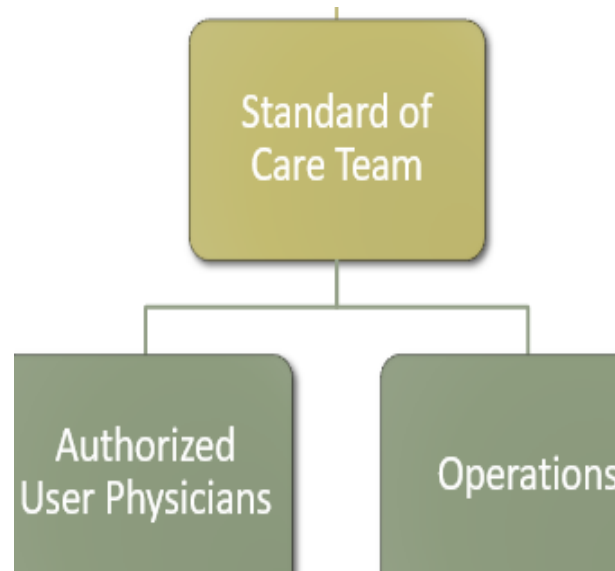 Standard of
Care Team
Authorized
User Physicians
Operations